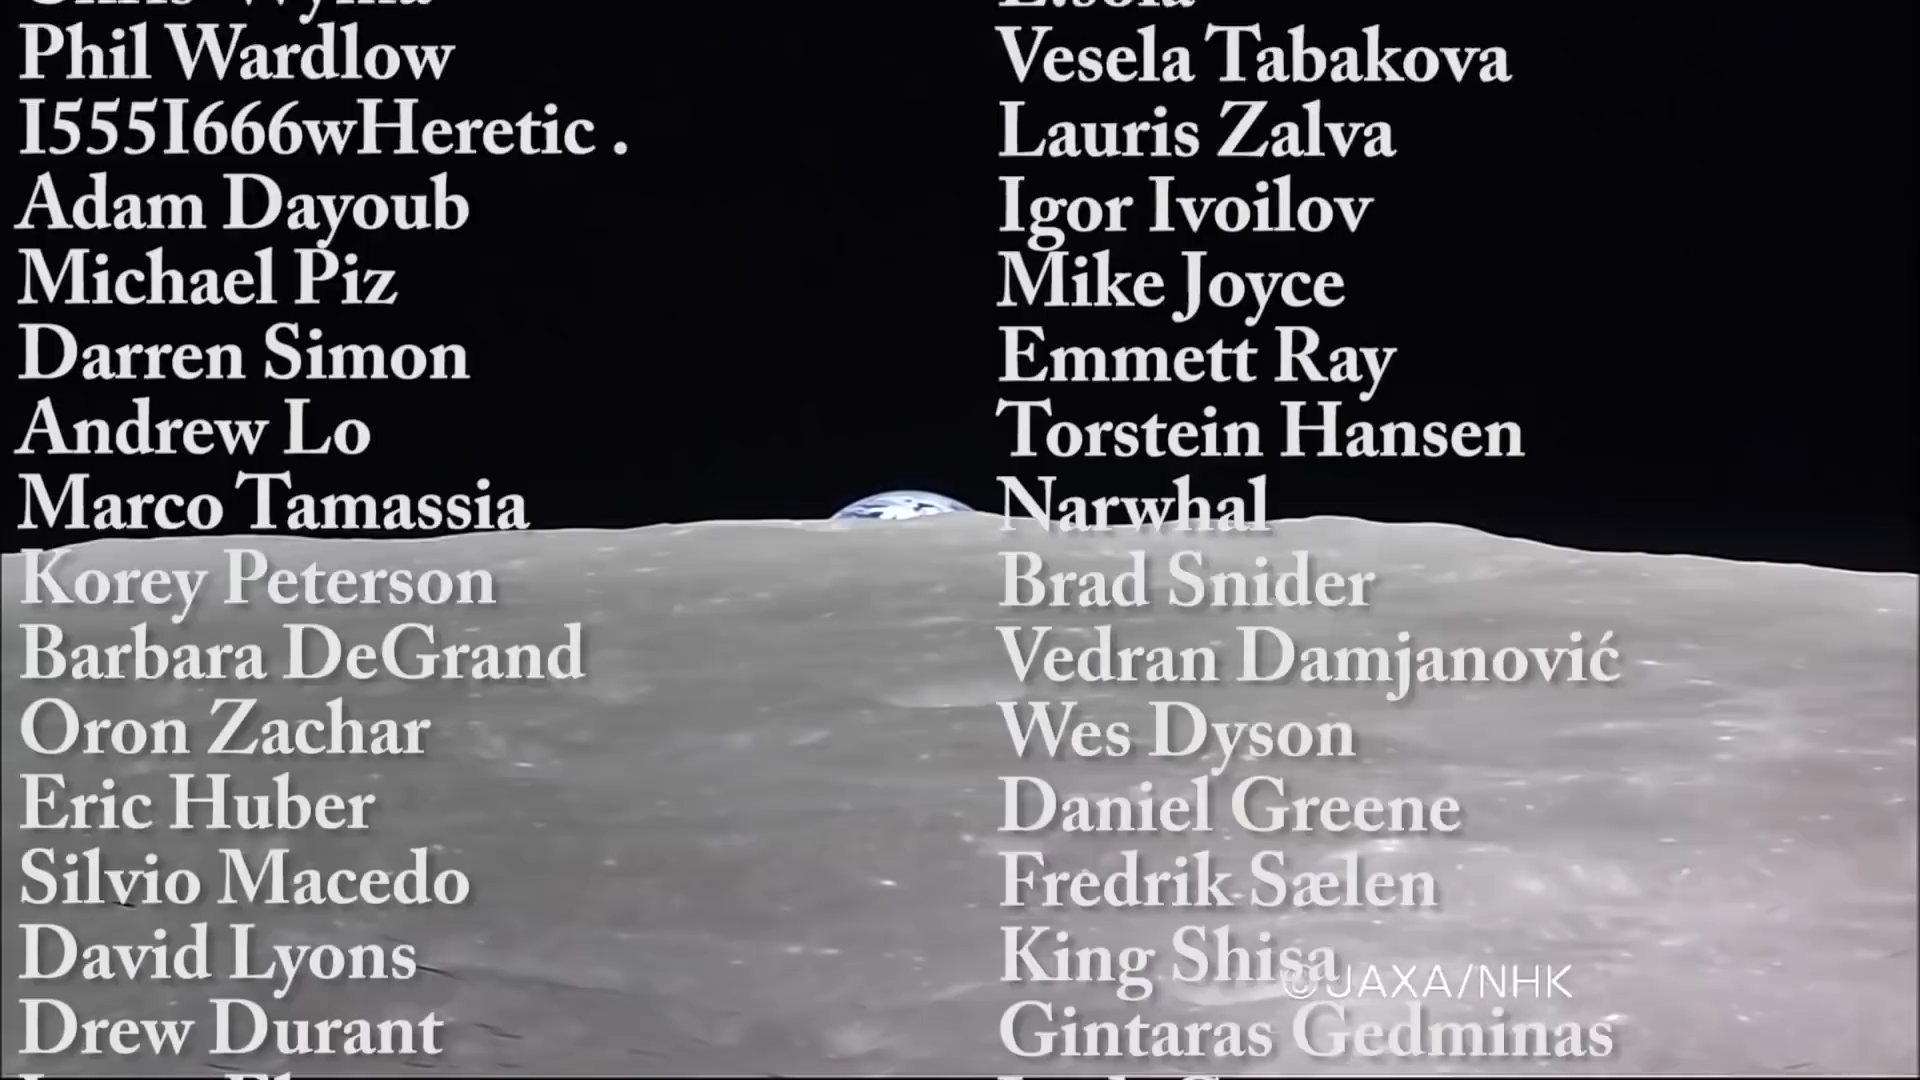 Phil Wardlow
I555I666wHeretic .
Adam Dayoub
Michael Piz
Darren Simon
Andrew Lo
Marco Tamassia
Korey Peterson
Barbara DeGrand
Oron Zachar
Eric Huber
Silvio Macedo
David Lyons
Drew Durant
Vesela Tabakova
Lauris Zalva
Igor Ivoilov
Mike Joyce
Emmett Ray
Torstein Hansen
Narwhal
Brad Snider
Vedran Damjanović
Wes Dyson
Daniel Greene
Fredrik Sælen
King Shisa
©JAXA/NHK
Gintaras Gedminas